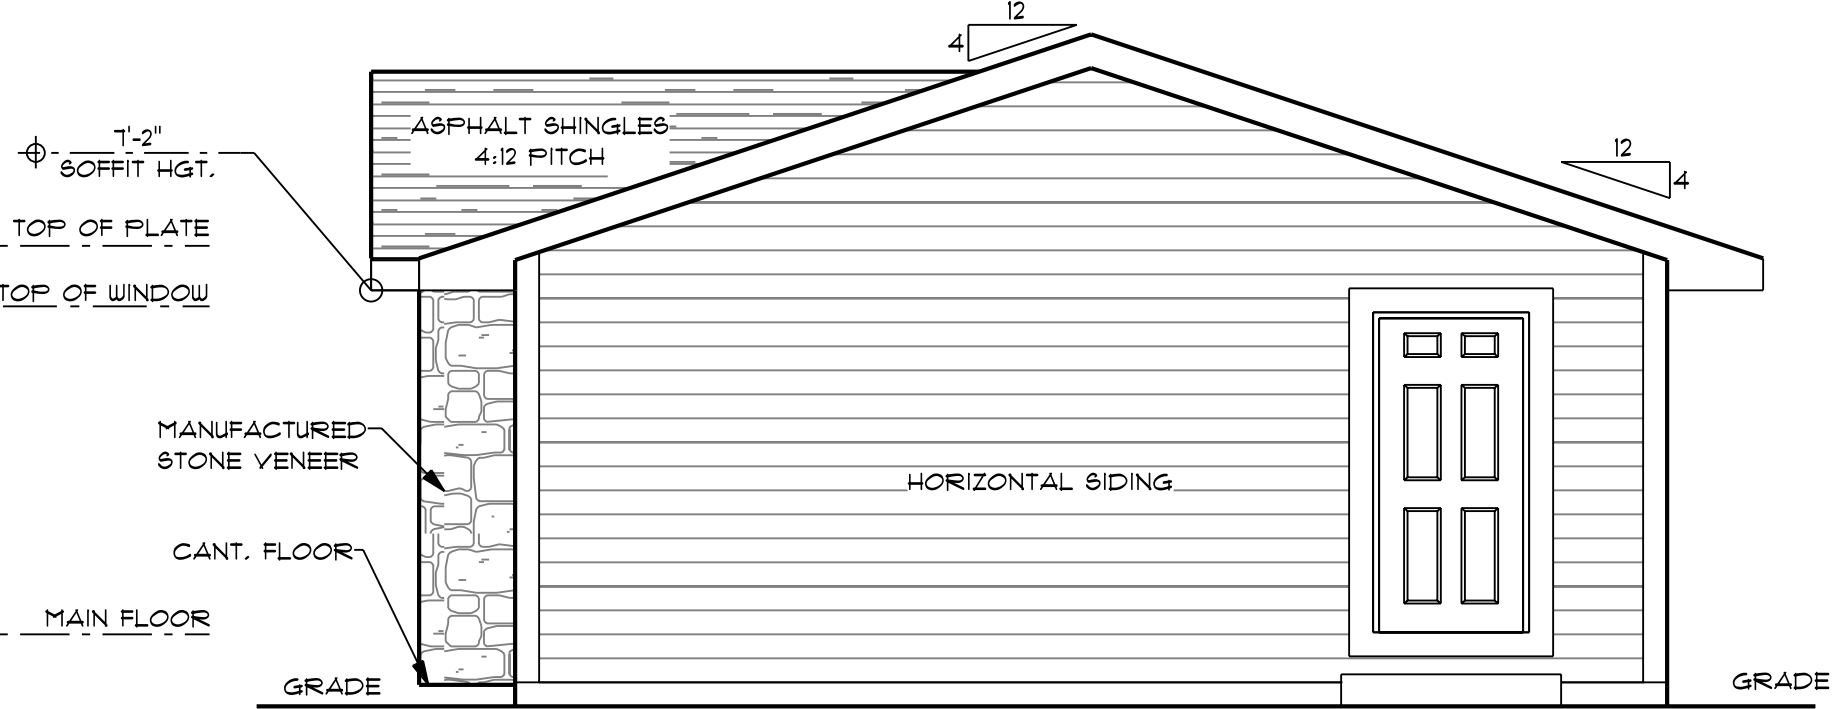 12
4
ASPHALT SHINGLES
4:12 PITCH
7'-2"
SOFFIT HGT.
12
4
TOP OF PLATE
TOP OF WINDOW
MANUFACTURED
STONE VENEER
HORIZONTAL SIDING
CANT. FLOOR
MAIN FLOOR
GRADE
GRADE